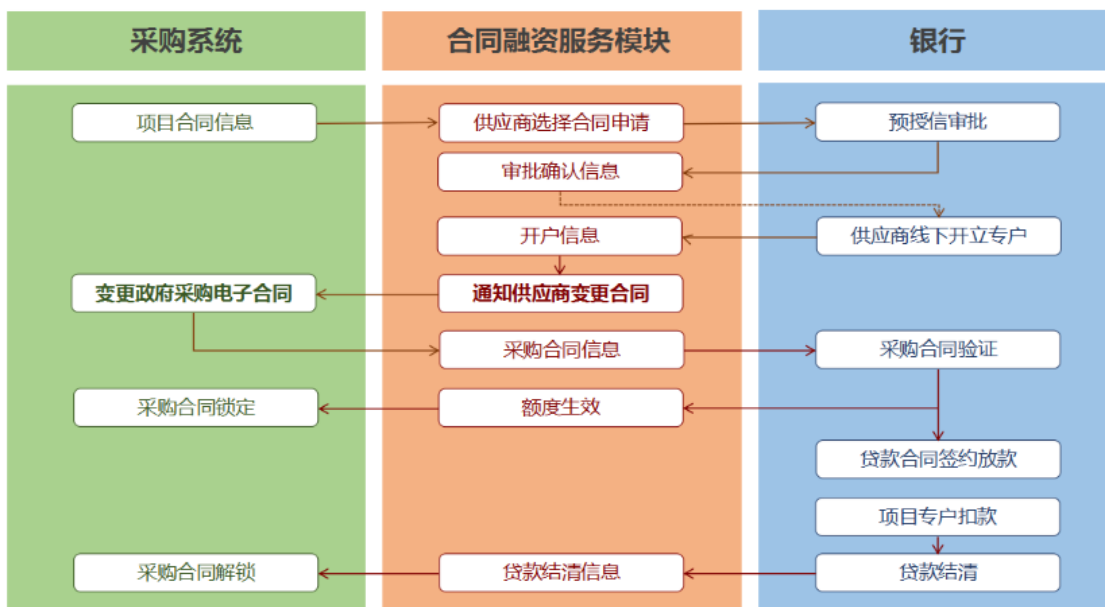 采购系统
合同融资服务模块
银行
项目合同信息
供应商选择合同申请
预授信审批
审批确认信息
开户信息
供应商线下开立专户
变更政府采购电子合同
通知供应商变更合同
采购合同信息
采购合同验证
采购合同锁定
额度生效
贷款合同签约放款
项目专户扣款
采购合同解锁
贷款结清信息
贷款结清